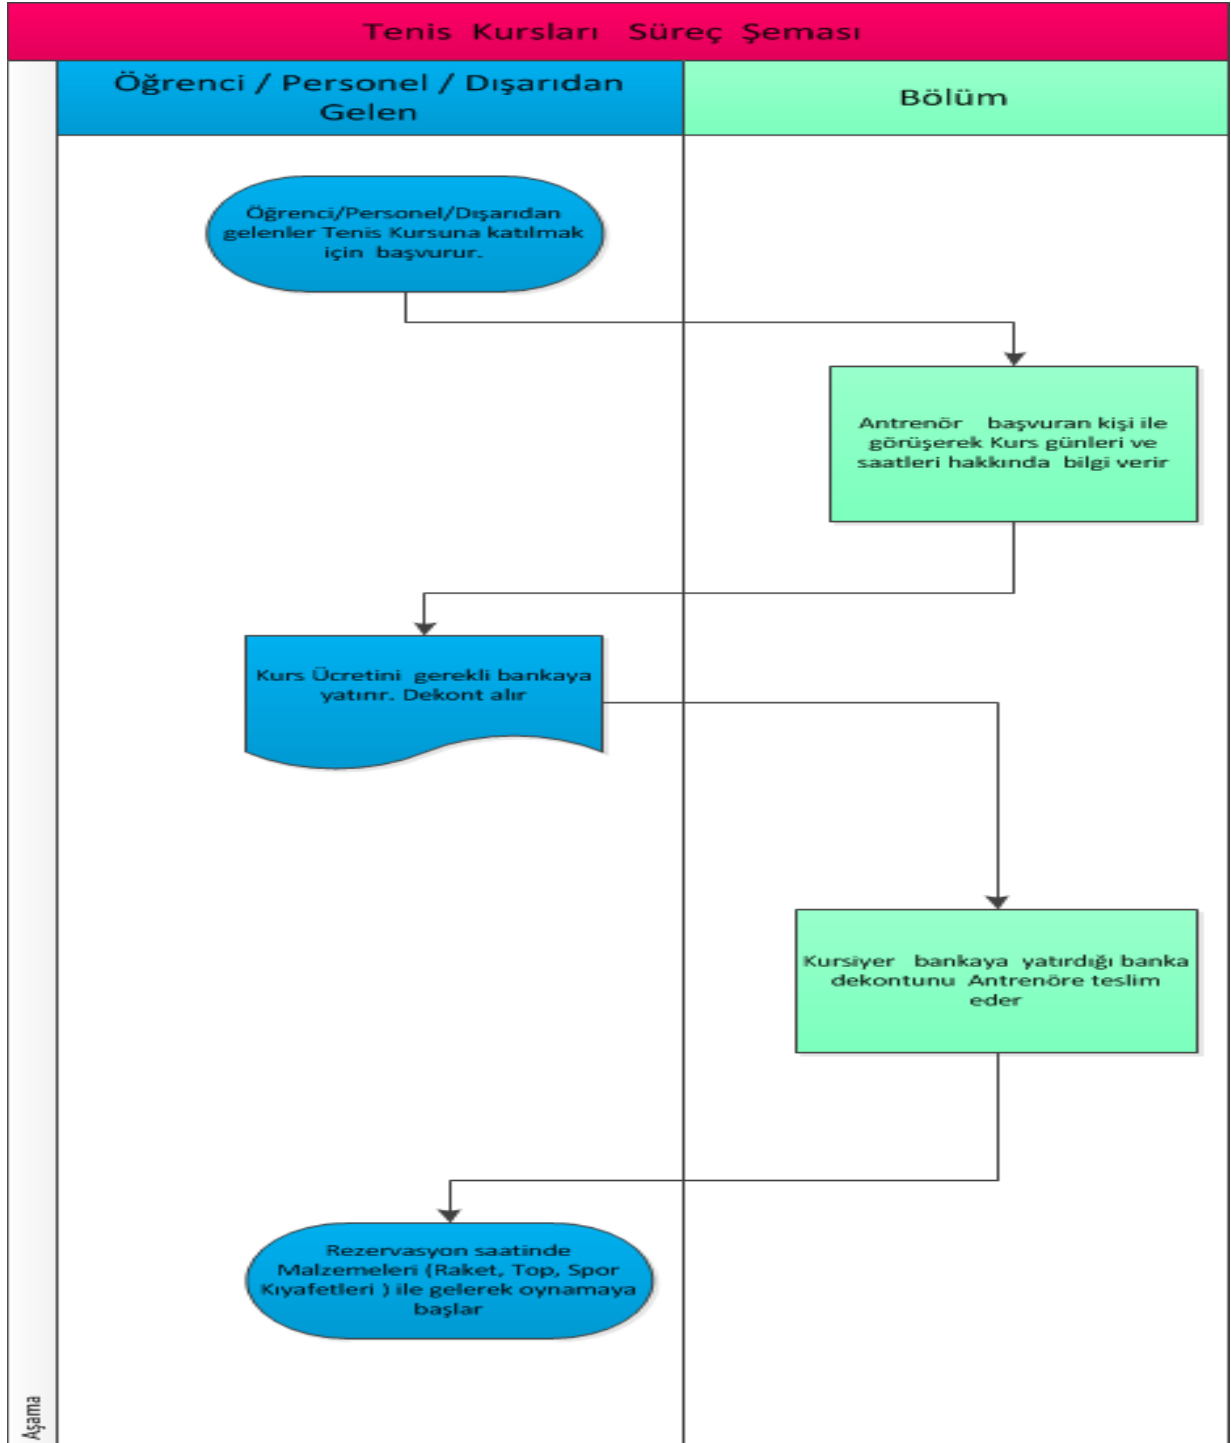 Tenis Kursları Süreç Şeması
Öğrenci / Personel / Dışarıdan
Gelen
Bölüm
Öğrenci/Personel/Dışarıdan
gelenler Tenis Kursuna katılmak
için başvurur.
Antrenör başvuran kişi ile
görüşerek Kurs günleri ve
saatleri hakkında bilgi verir
Kurs Ücretini gerekli bankaya
yatırır. Dekont alır
Kursiyer bankaya yatırdığı banka
dekontunu Antrenöre teslim
eder
Rezervasyon saatinde
Malzemeleri (Raket, Top, Spor
Kıyafetleri ) ile gelerek oynamaya
başlar
Aşama